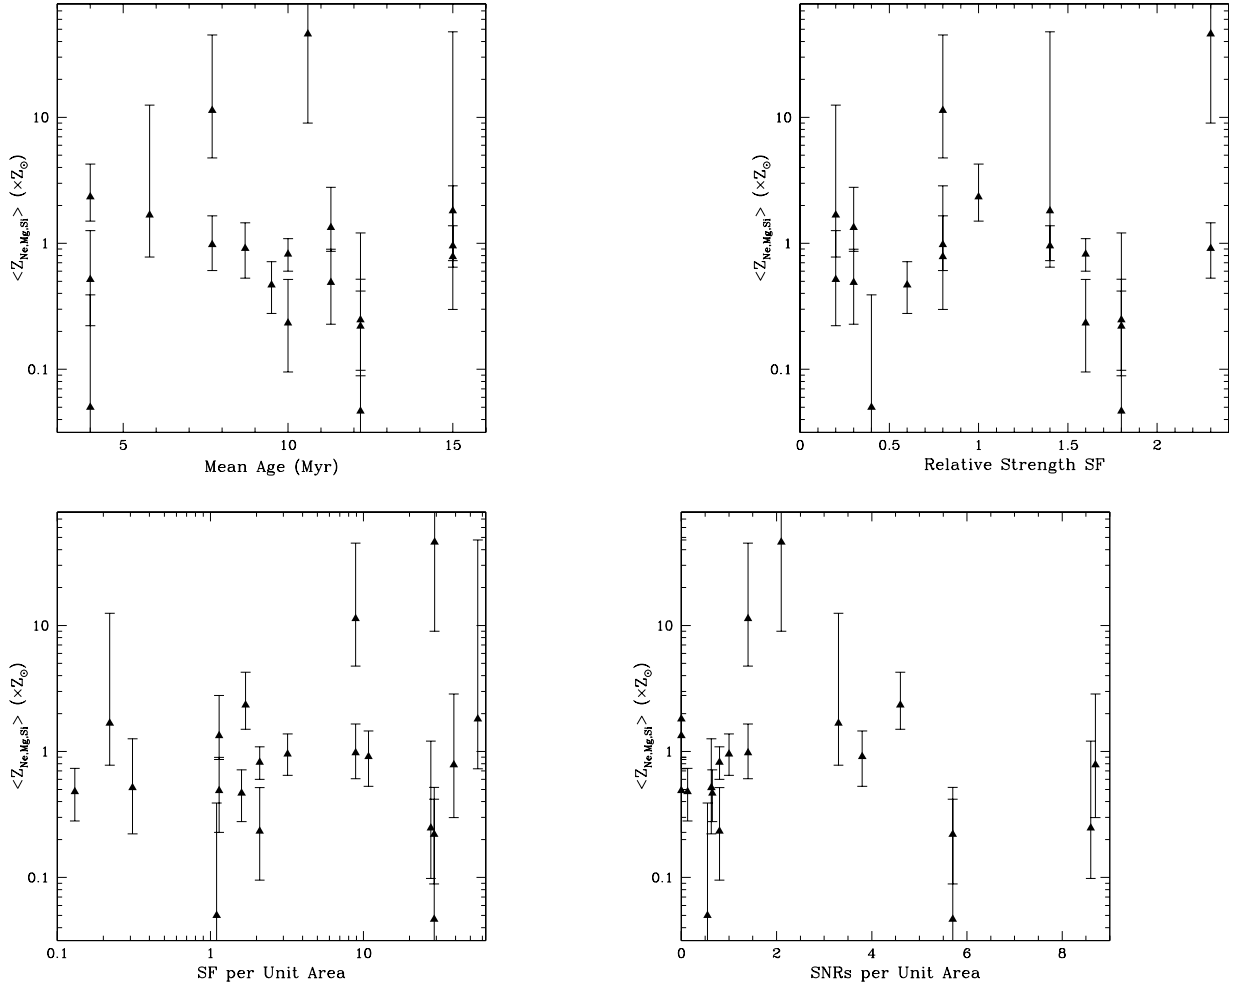 10
1
0.1
<Z_Ne,Mg,Si> (×Z_⊙)
5 10 15
Mean Age (Myr)
10
1
0.1
<Z_Ne,Mg,Si> (×Z_⊙)
0 0.5 1 1.5 2
Relative Strength SF
10
1
0.1
<Z_Ne,Mg,Si> (×Z_⊙)
0.1 1 10
SF per Unit Area
10
1
0.1
<Z_Ne,Mg,Si> (×Z_⊙)
0 2 4 6 8
SNRs per Unit Area